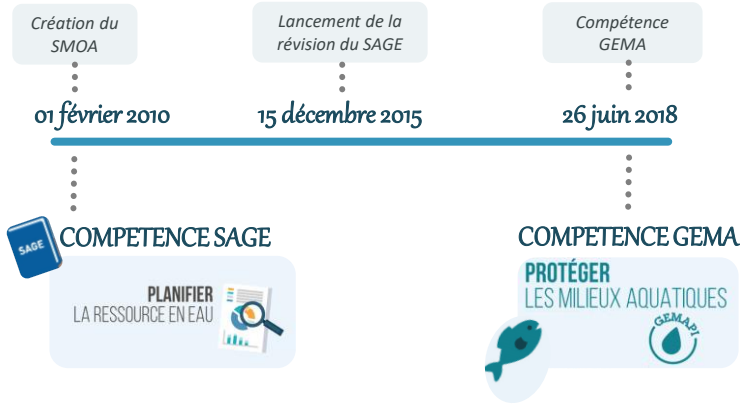 Création du
SMOA
Lancement de la
révision du SAGE
Compétence
GEMA
01 février 2010
15 décembre 2015
26 juin 2018
SAGE
COMPETENCE SAGE
PLANIFIER
LA RESSOURCE EN EAU
COMPETENCE GEMA
PROTÉGER
LES MILIEUX AQUATIQUES
GEMAPI